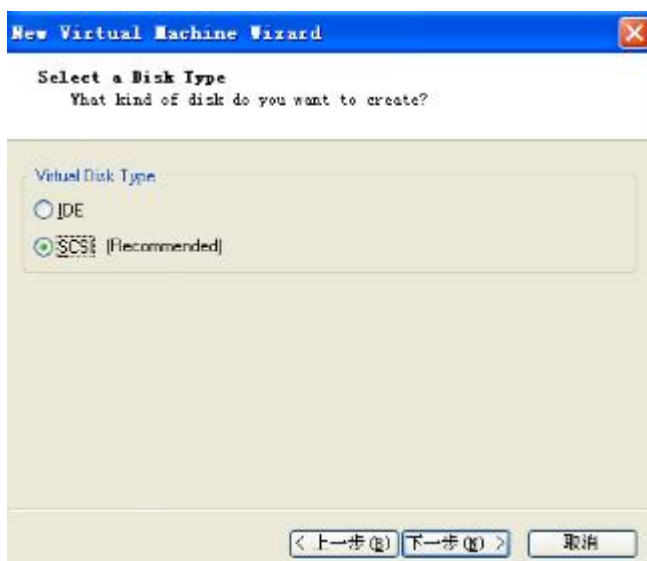 New Virtual Machine Wizard
Select a Disk Type
What kind of disk do you want to create?
Virtual Disk Type
IDE
SCSI (Recommended)
< 上一步(B) 下一步(N) > 取消